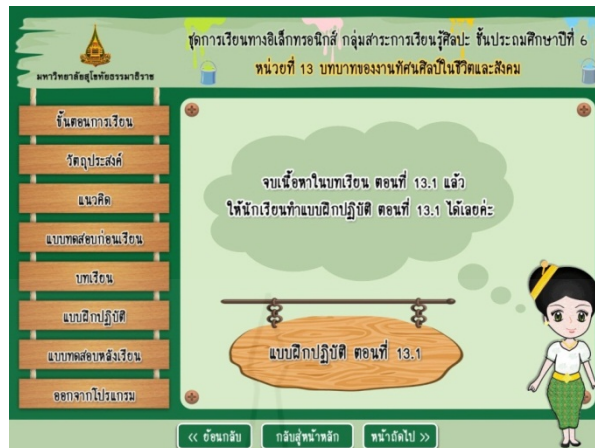 ชุดการเรียนทางอิเล็กทรอนิกส์ กลุ่มสาระการเรียนรู้ศิลปะ ชั้นประถมศึกษาปีที่ 6
หน่วยที่ 13 บทบาทของงานทัศนศิลป์ในชีวิตและสังคม
มหาวิทยาลัยสุโขทัยธรรมาธิราช
ขั้นตอนการเรียน
วัตถุประสงค์
แนวคิด
แบบทดสอบก่อนเรียน
บทเรียน
แบบฝึกปฏิบัติ
แบบทดสอบหลังเรียน
ออกจากโปรแกรม
จบเนื้อหาในบทเรียน ตอนที่ 13.1 แล้ว
ให้นักเรียนทำแบบฝึกปฏิบัติ ตอนที่ 13.1 ได้เลยค่ะ
แบบฝึกปฏิบัติ ตอนที่ 13.1
<< ย้อนกลับ
กลับสู่หน้าหลัก
หน้าถัดไป >>